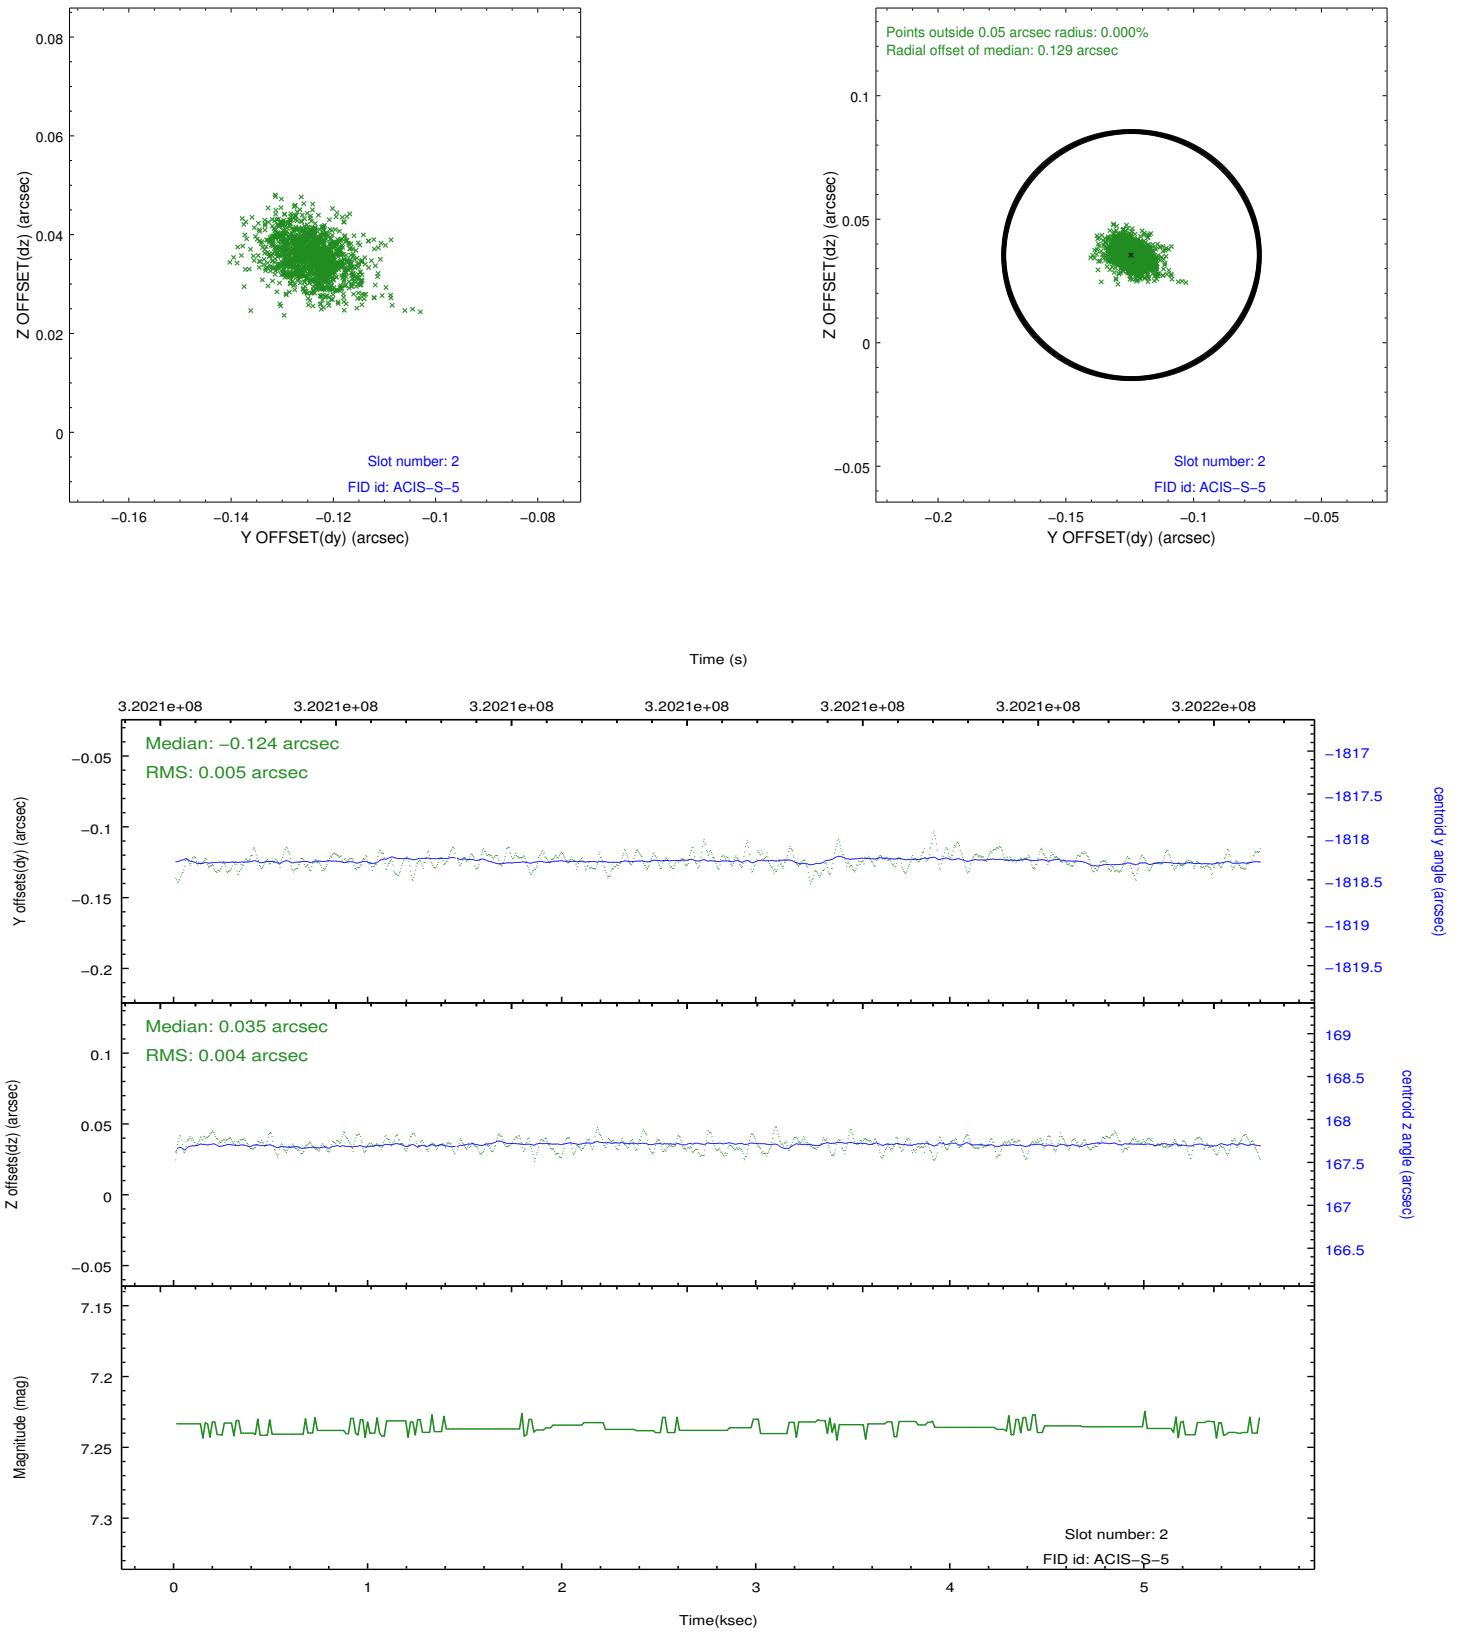 0.08
0.06
0.04
0.02
0
Z OFFSET(dz) (arcsec)
Slot number: 2
FID id: ACIS−S−5
−0.16 −0.14 −0.12 −0.1 −0.08
Y OFFSET(dy) (arcsec)
Points outside 0.05 arcsec radius: 0.000%
Radial offset of median: 0.129 arcsec
0.1
0.05
0
−0.05
Z OFFSET(dz) (arcsec)
Slot number: 2
FID id: ACIS−S−5
−0.2 −0.15 −0.1 −0.05
Y OFFSET(dy) (arcsec)
Time (s)
3.2021e+08 3.2021e+08 3.2021e+08 3.2021e+08 3.2021e+08 3.2021e+08 3.2022e+08
Median: −0.124 arcsec
RMS: 0.005 arcsec
−0.05
−0.1
−0.15
−0.2
Y offsets(dy) (arcsec)
−1817
−1817.5
−1818
−1818.5
−1819
−1819.5
centroid y angle (arcsec)
Median: 0.035 arcsec
RMS: 0.004 arcsec
0.1
0.05
0
−0.05
Z offsets(dz) (arcsec)
169
168.5
168
167.5
167
166.5
centroid z angle (arcsec)
7.15
7.2
7.25
7.3
Magnitude (mag)
Slot number: 2
FID id: ACIS−S−5
0 1 2 3 4 5
Time(ksec)